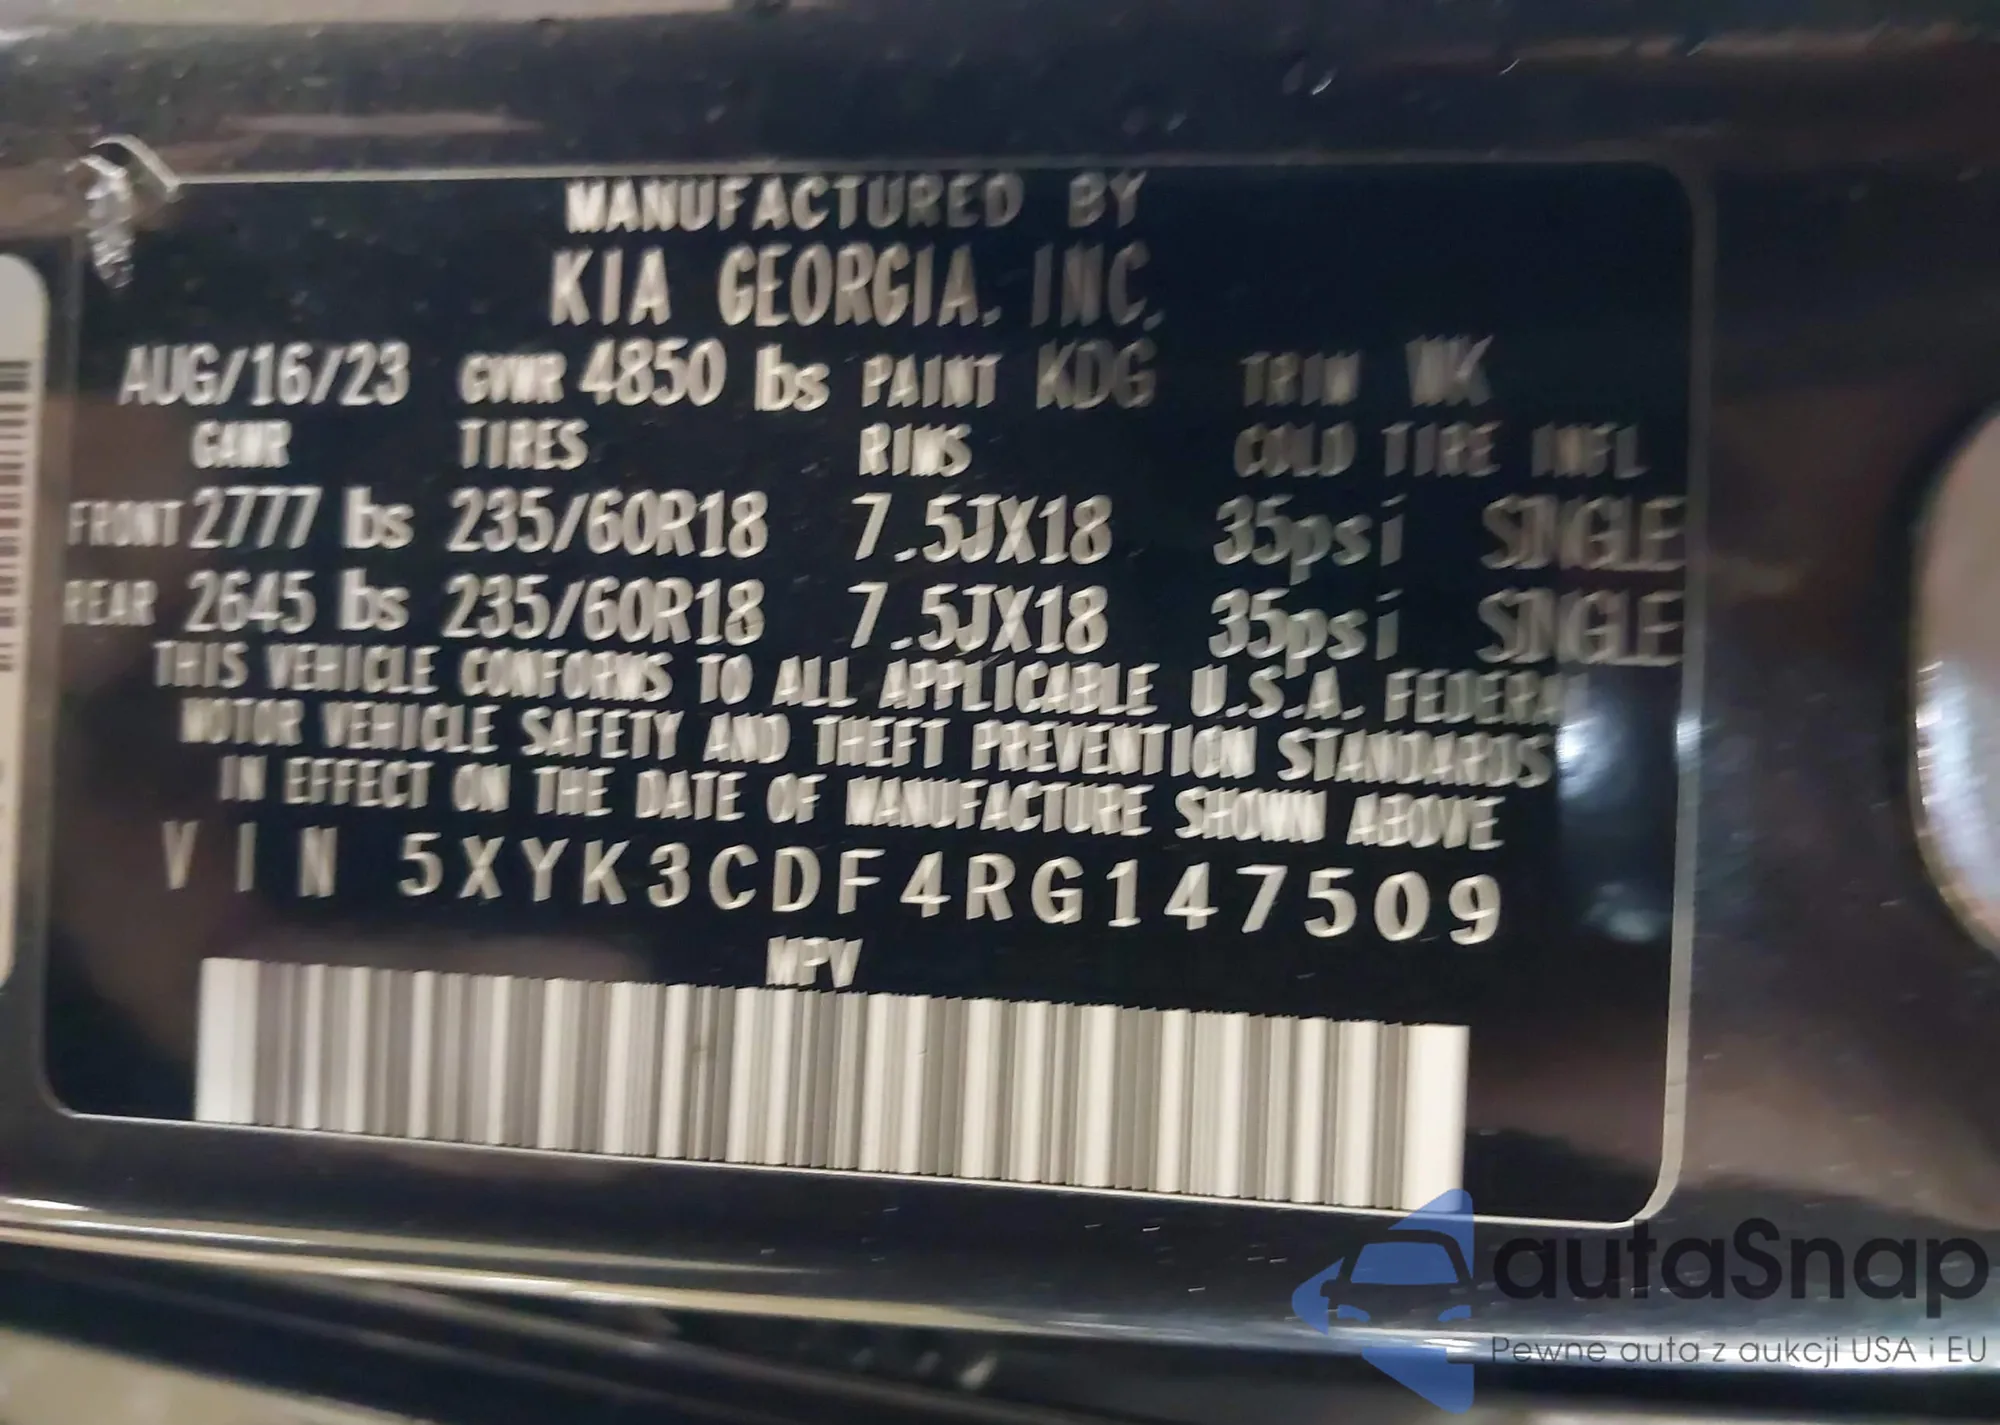 MANUFACTURED BY
KIA GEORGIA, INC.
AUG/16/23 GVWR 4850 lbs PAINT KDG TRIM WK
GAWR TIRES RIMS COLD TIRE INFL
FRONT 2777 lbs 235/60R18 7.5JX18 35psi SINGLE
REAR 2645 lbs 235/60R18 7.5JX18 35psi SINGLE
THIS VEHICLE CONFORMS TO ALL APPLICABLE U.S.A. FEDERAL
MOTOR VEHICLE SAFETY AND THEFT PREVENTION STANDARDS
IN EFFECT ON THE DATE OF MANUFACTURE SHOWN ABOVE
VIN 5XYK3CDF4RG147509
MPV
autaSnap
Pewne auta z aukcji USA i EU